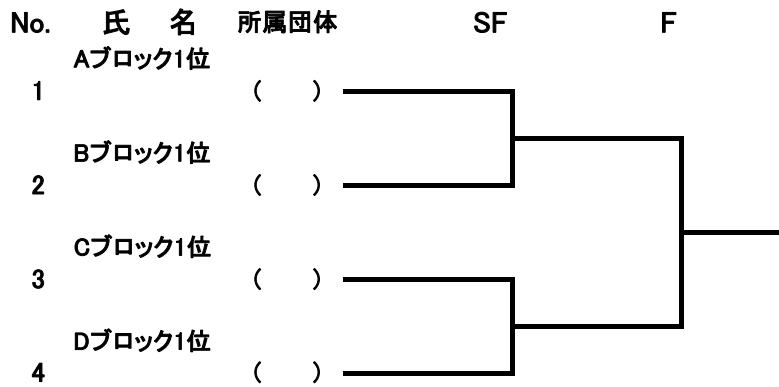 No. 氏 名 所属団体 SF F
Aブロック1位
1 ( )
Bブロック1位
2 ( )
Cブロック1位
3 ( )
Dブロック1位
4 ( )